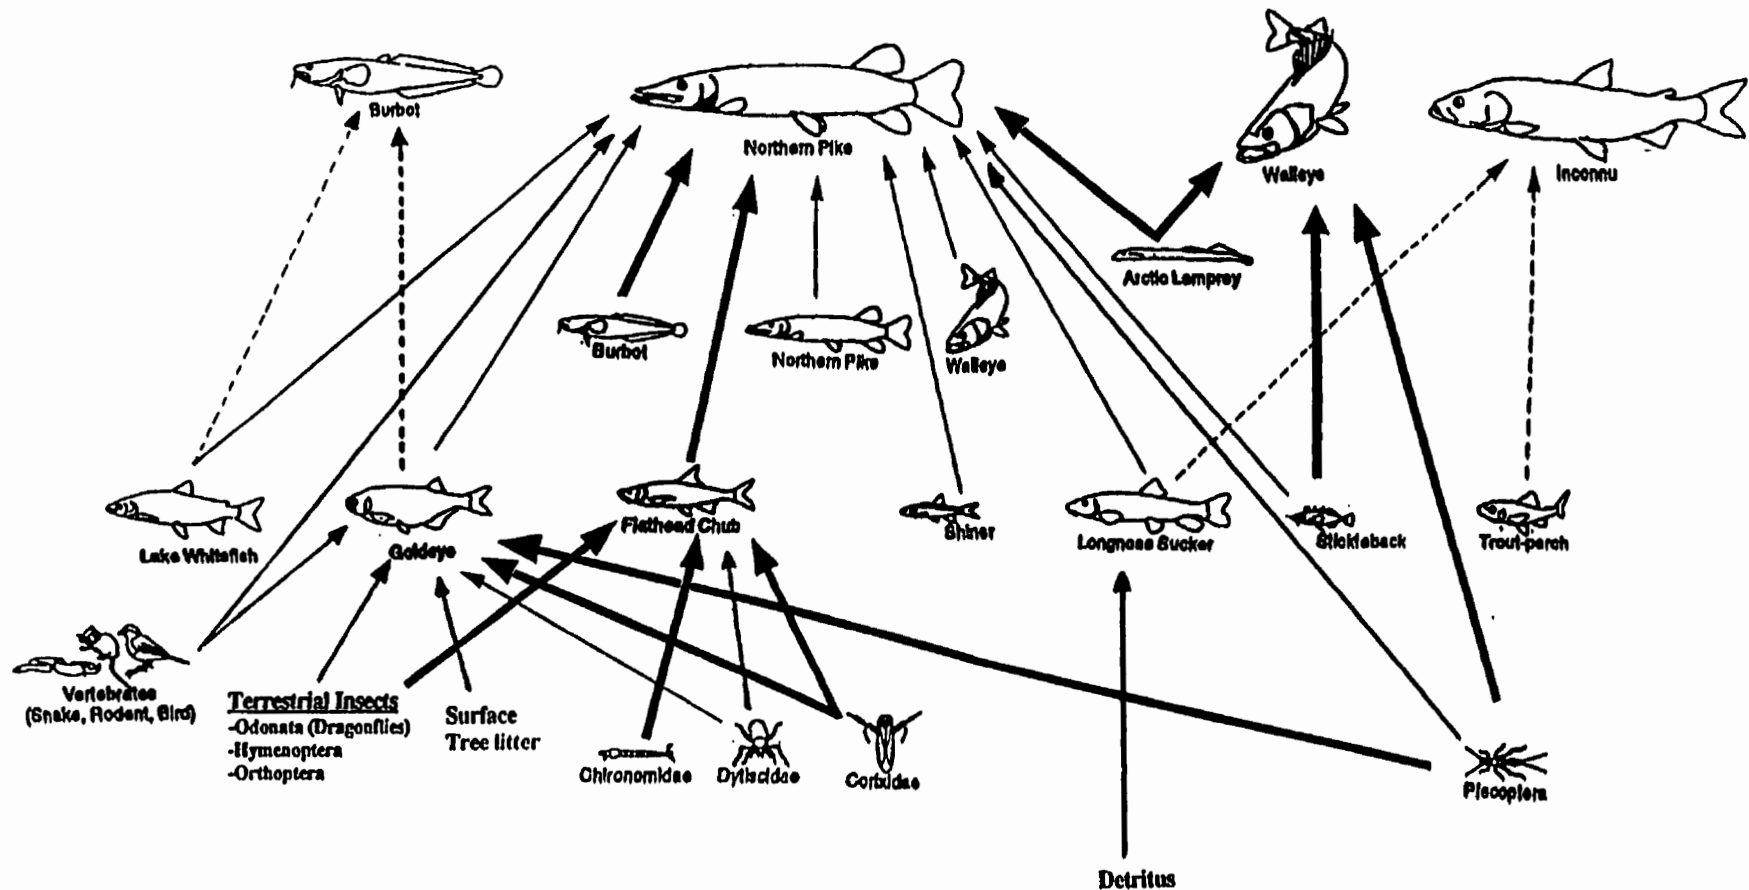 Burbot
Northern Pike
Walleye
Inconnu
Arctic Lamprey
Burbot
Northern Pike
Walleye
Lake Whitefish
Goldeye
Flathead Chub
Shiner
Longnose Sucker
Stickleback
Trout-perch
Vertebrates
(Snake, Rodent, Bird)
Terrestrial Insects
-Odonata (Dragonflies)
-Hymenoptera
-Orthoptera
Surface
Tree litter
Chironomidae
Dytiscidae
Corixidae
Plecoptera
Detritus